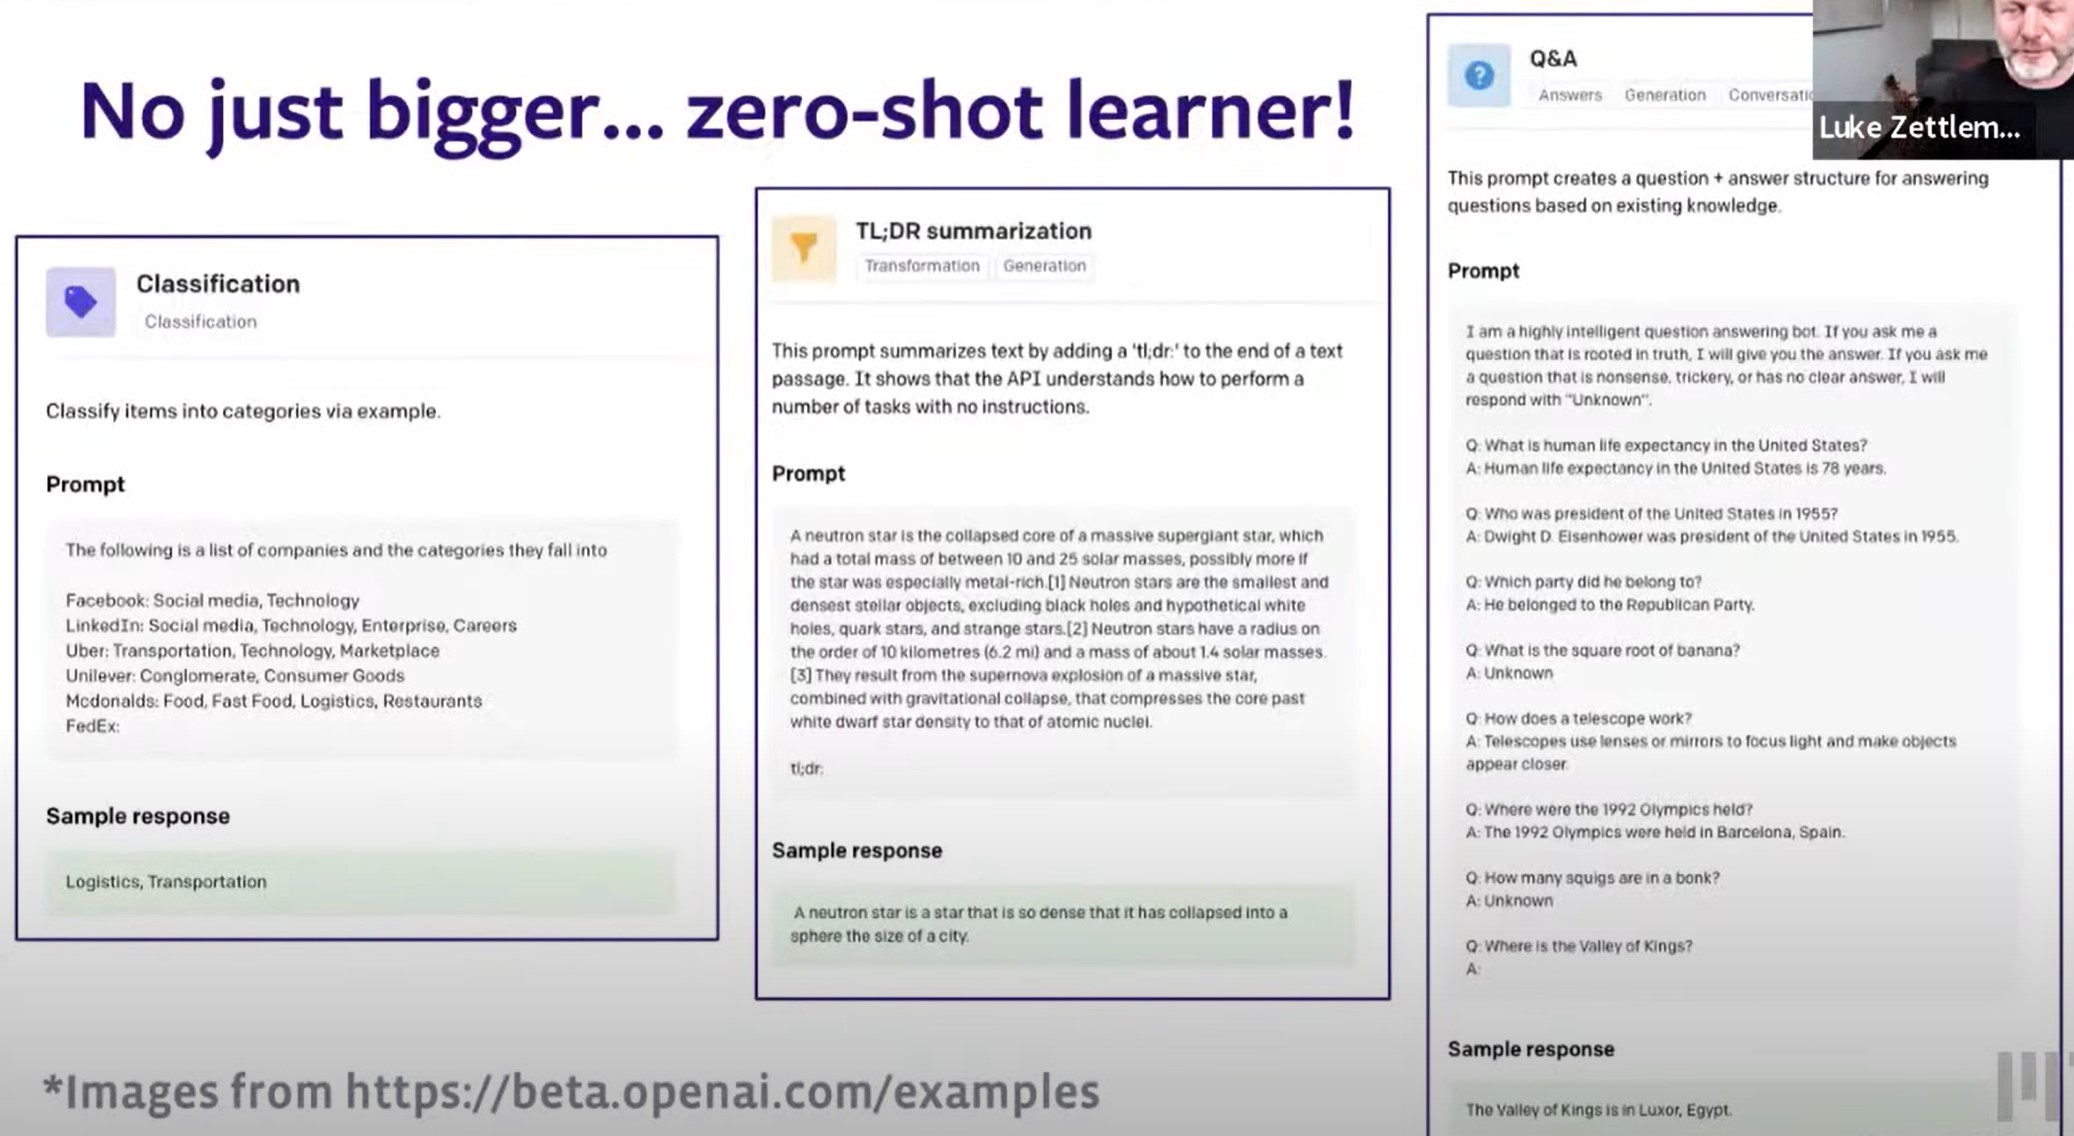 No just bigger... zero-shot learner!
Classification
Classification
Classify items into categories via example.
Prompt
The following is a list of companies and the categories they fall into
Facebook: Social media, Technology
LinkedIn: Social media, Technology, Enterprise, Careers
Uber: Transportation, Technology, Marketplace
Unilever: Conglomerate, Consumer Goods
Mcdonalds: Food, Fast Food, Logistics, Restaurants
FedEx:
Sample response
Logistics, Transportation
TL;DR summarization
Transformation Generation
This prompt summarizes text by adding a 'tl;dr:' to the end of a text
passage. It shows that the API understands how to perform a
number of tasks with no instructions.
Prompt
A neutron star is the collapsed core of a massive supergiant star, which
had a total mass of between 10 and 25 solar masses, possibly more if
the star was especially metal-rich.[1] Neutron stars are the smallest and
densest stellar objects, excluding black holes and hypothetical white
holes, quark stars, and strange stars.[2] Neutron stars have a radius on
the order of 10 kilometres (6.2 mi) and a mass of about 1.4 solar masses.
[3] They result from the supernova explosion of a massive star,
combined with gravitational collapse, that compresses the core past
white dwarf star density to that of atomic nuclei.
tl;dr:
Sample response
A neutron star is a star that is so dense that it has collapsed into a
sphere the size of a city.
Q&A
Answers Generation Conversatio
Luke Zettlem...
This prompt creates a question + answer structure for answering
questions based on existing knowledge.
Prompt
I am a highly intelligent question answering bot. If you ask me a
question that is rooted in truth, I will give you the answer. If you ask me
a question that is nonsense, trickery, or has no clear answer, I will
respond with "Unknown".
Q: What is human life expectancy in the United States?
A: Human life expectancy in the United States is 78 years.
Q: Who was president of the United States in 1955?
A: Dwight D. Eisenhower was president of the United States in 1955.
Q: Which party did he belong to?
A: He belonged to the Republican Party.
Q: What is the square root of banana?
A: Unknown
Q: How does a telescope work?
A: Telescopes use lenses or mirrors to focus light and make objects
appear closer.
Q: Where were the 1992 Olympics held?
A: The 1992 Olympics were held in Barcelona, Spain.
Q: How many squigs are in a bonk?
A: Unknown
Q: Where is the Valley of Kings?
A:
Sample response
The Valley of Kings is in Luxor, Egypt.
*Images from https://beta.openai.com/examples